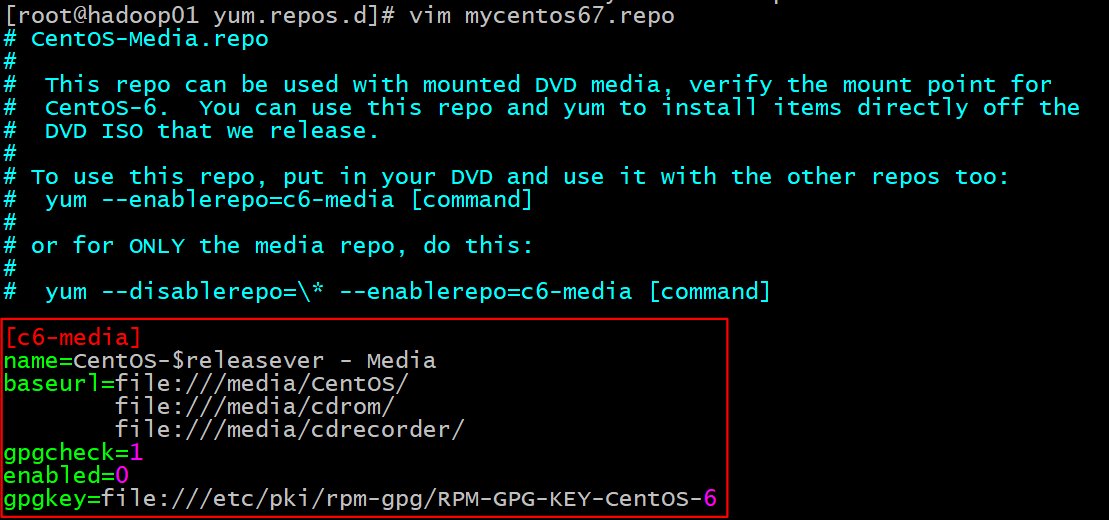 [root@hadoop01 yum.repos.d]# vim mycentos67.repo
# CentOS-Media.repo
#
#  This repo can be used with mounted DVD media, verify the mount point for
#  CentOS-6.  You can use this repo and yum to install items directly off the
#  DVD ISO that we release.
#
# To use this repo, put in your DVD and use it with the other repos too:
#  yum --enablerepo=c6-media [command]
#
# or for ONLY the media repo, do this:
#
#  yum --disablerepo=\* --enablerepo=c6-media [command]
[c6-media]
name=CentOS-$releasever - Media
baseurl=file:///media/CentOS/
        file:///media/cdrom/
        file:///media/cdrecorder/
gpgcheck=1
enabled=0
gpgkey=file:///etc/pki/rpm-gpg/RPM-GPG-KEY-CentOS-6